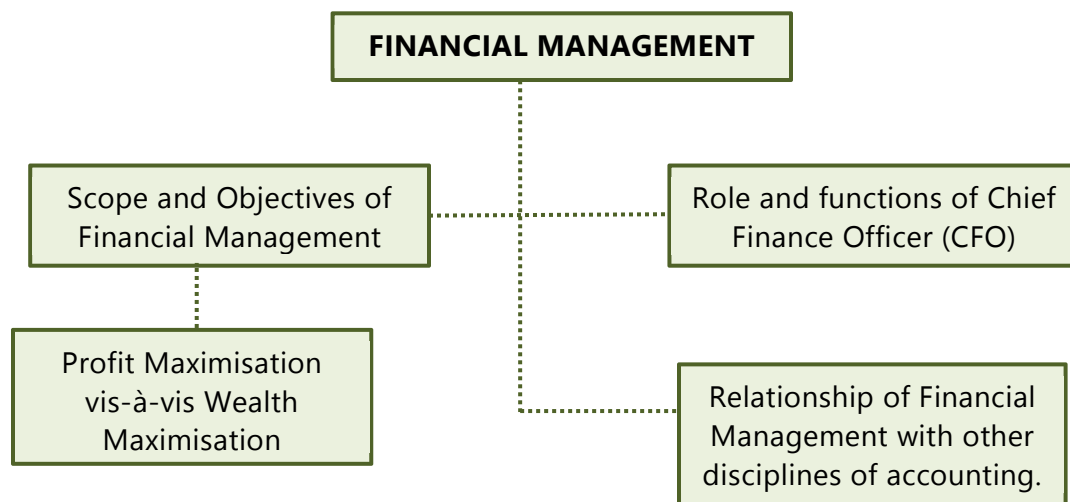 FINANCIAL MANAGEMENT
Scope and Objectives of
Financial Management
Role and functions of Chief
Finance Officer (CFO)
Profit Maximisation
vis-à-vis Wealth
Maximisation
Relationship of Financial
Management with other
disciplines of accounting.